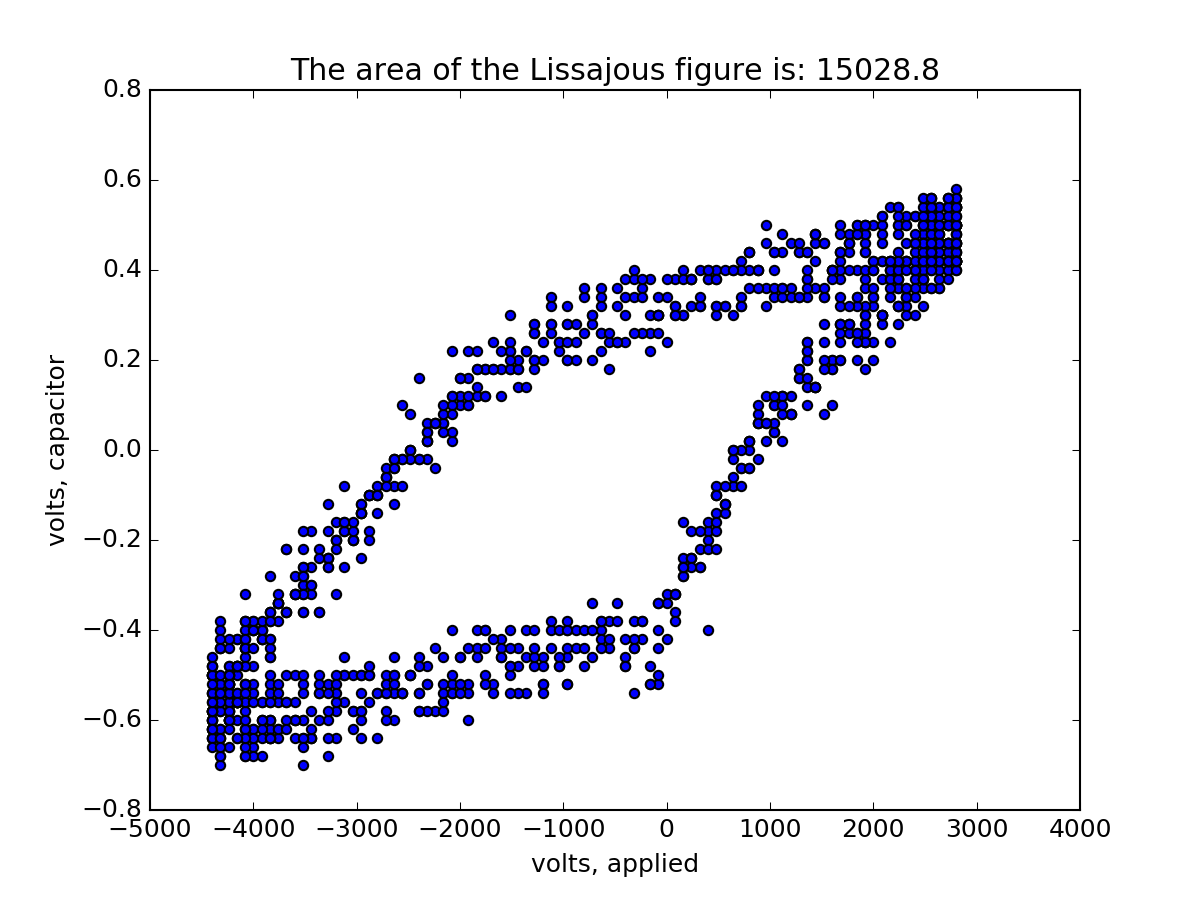 The area of the Lissajous figure is: 15028.8
0.8
0.6
0.4
0.2
0.0
−0.2
−0.4
−0.6
−0.8
volts, capacitor
−5000 −4000 −3000 −2000 −1000 0 1000 2000 3000 4000
volts, applied